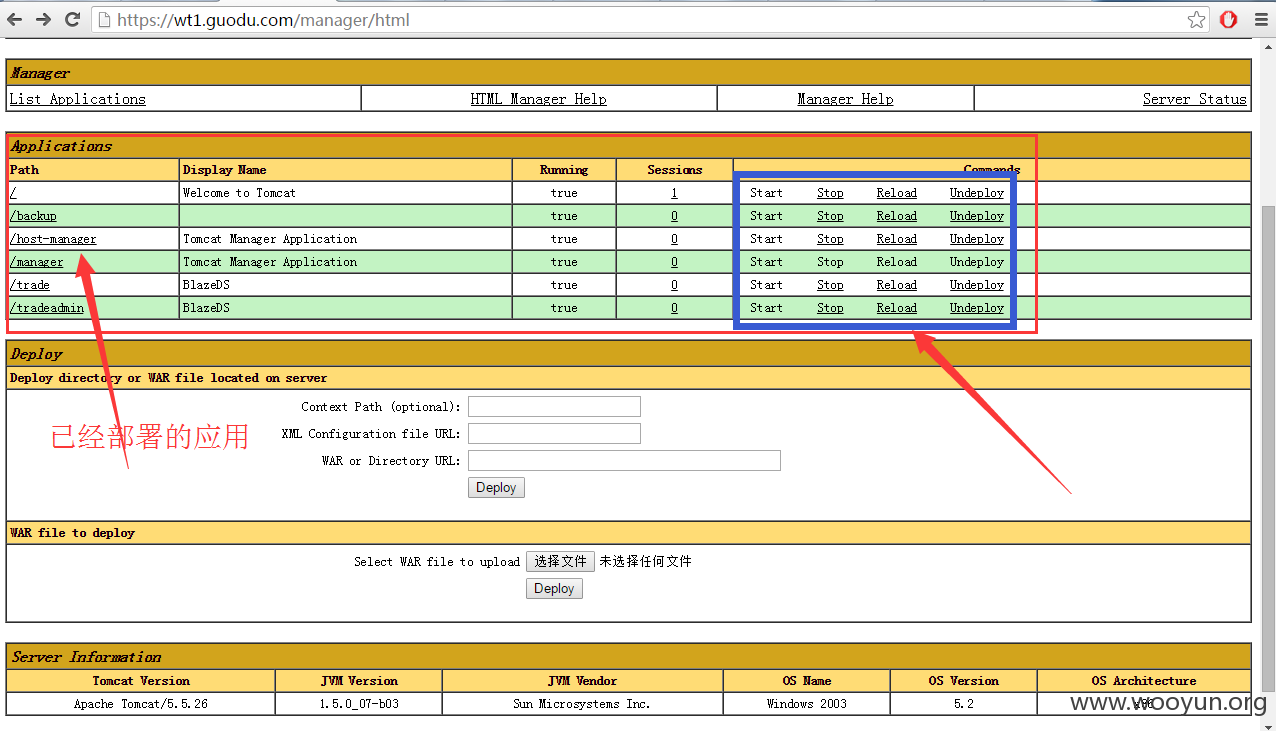 https://wt1.guodu.com/manager/html
Manager
List Applications HTML Manager Help Manager Help Server Status
Applications
Path Display Name Running Sessions Commands
/ Welcome to Tomcat true 1 Start Stop Reload Undeploy
/backup true 0 Start Stop Reload Undeploy
/host-manager Tomcat Manager Application true 0 Start Stop Reload Undeploy
/manager Tomcat Manager Application true 0 Start Stop Reload Undeploy
/trade BlazeDS true 0 Start Stop Reload Undeploy
/tradeadmin BlazeDS true 0 Start Stop Reload Undeploy
Deploy
Deploy directory or WAR file located on server
Context Path (optional):
已经部署的应用
XML Configuration file URL:
WAR or Directory URL:
Deploy
WAR file to deploy
Select WAR file to upload 选择文件 未选择任何文件
Deploy
Server Information
Tomcat Version JVM Version JVM Vendor OS Name OS Version OS Architecture
Apache Tomcat/5.5.26 1.5.0_07-b03 Sun Microsystems Inc. Windows 2003 5.2 x86
www.wooyun.org